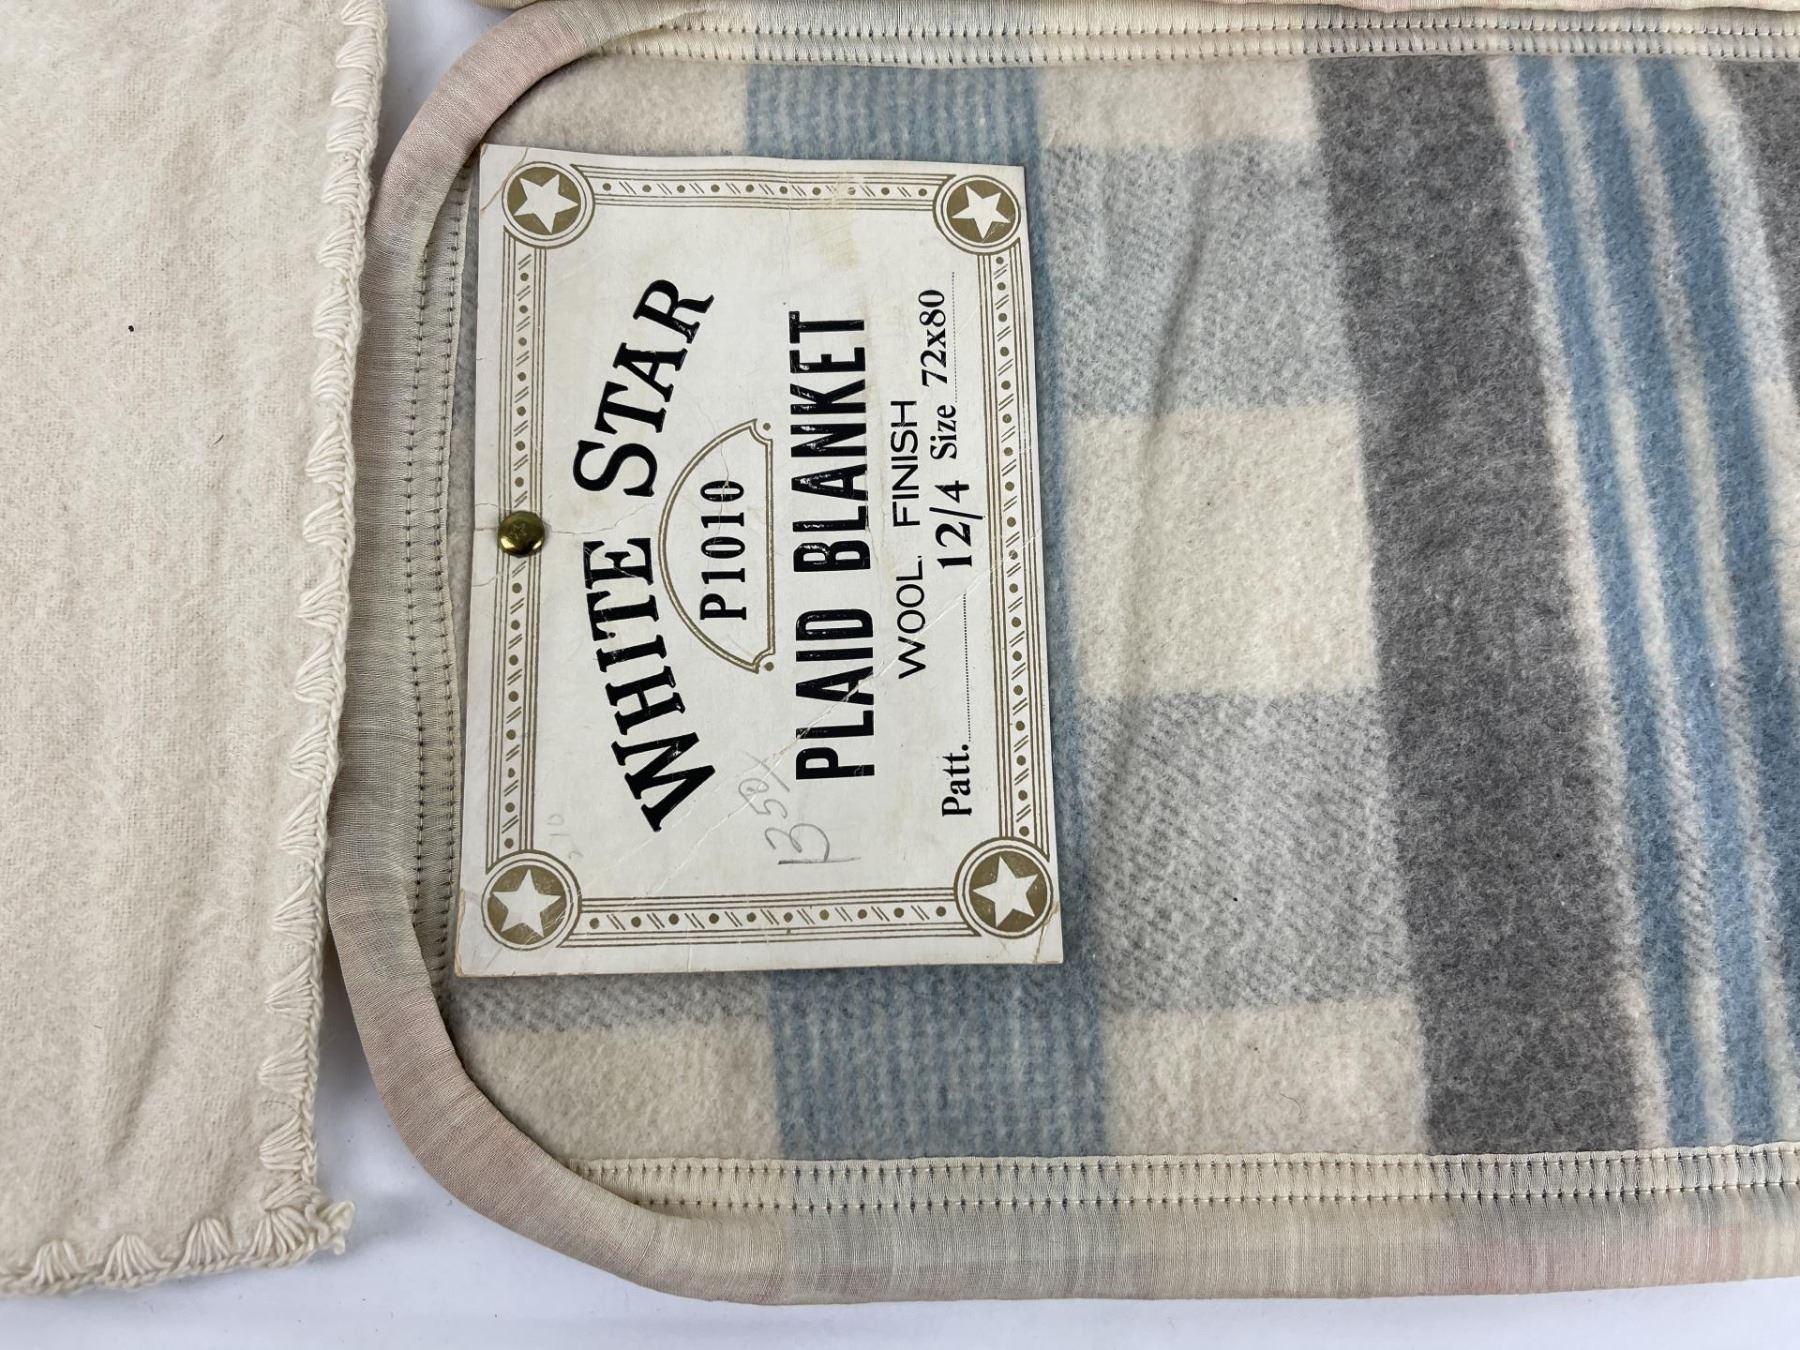 WHITE STAR
P1010
PLAID BLANKET
WOOL. FINISH
Patt. 12/4 Size 72x80